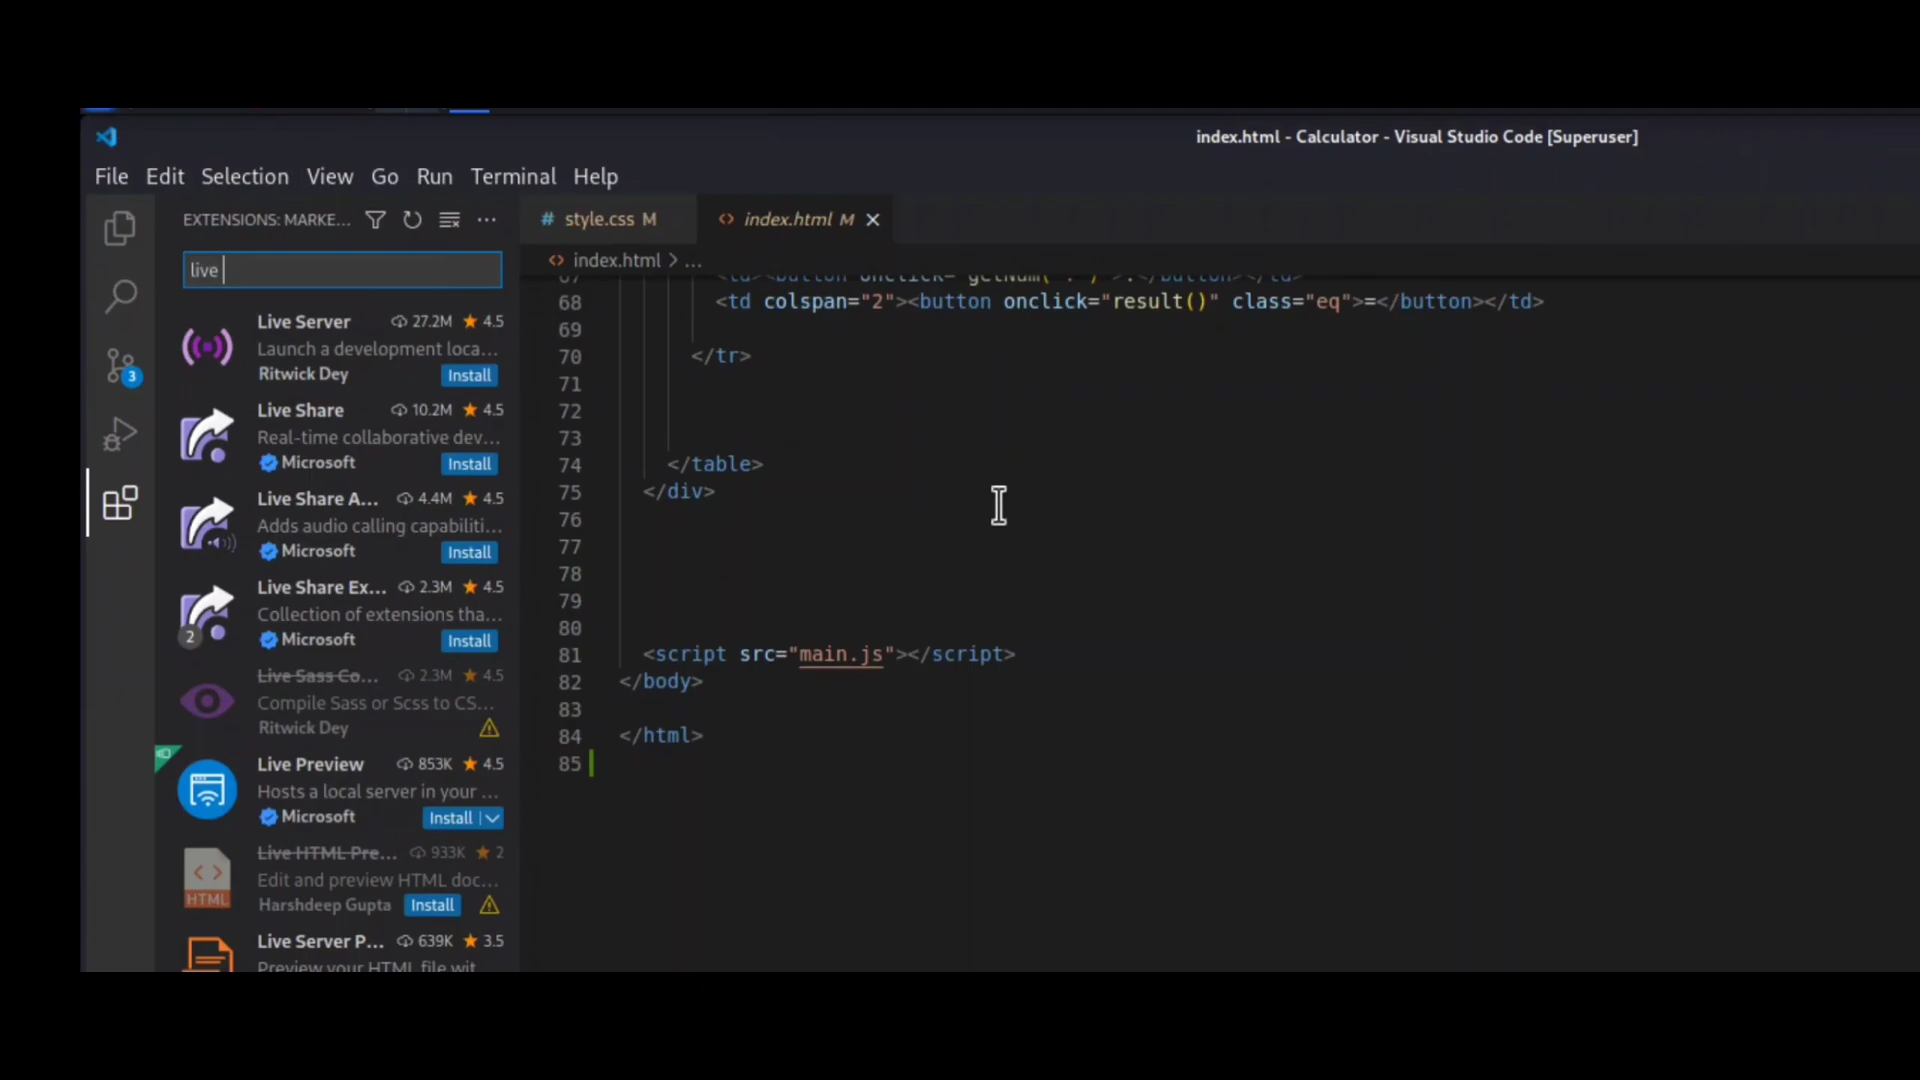 index.html - Calculator - Visual Studio Code [Superuser]
File Edit Selection View Go Run Terminal Help
EXTENSIONS: MARKE...
# style.css M
<> index.html M
<> index.html > ...
live
3
Live Server 27.2M ★ 4.5
Launch a development loca...
Ritwick Dey Install
Live Share 10.2M ★ 4.5
Real-time collaborative dev...
Microsoft Install
Live Share A... 4.4M ★ 4.5
Adds audio calling capabiliti...
Microsoft Install
Live Share Ex... 2.3M ★ 4.5
Collection of extensions tha...
2
Microsoft Install
Live Sass Co... 2.3M ★ 4.5
Compile Sass or Scss to CS...
Ritwick Dey
Live Preview 853K ★ 4.5
Hosts a local server in your ...
Microsoft Install
Live HTML Pre... 933K ★ 2
Edit and preview HTML doc...
HTML
Harshdeep Gupta Install
Live Server P... 639K ★ 3.5
Preview your HTML file wit
68 <td colspan="2"><button onclick="result()" class="eq">=</button></td>
69
70 </tr>
71
72
73
74 </table>
75 </div>
76
77
78
79
80
81 <script src="main.js"></script>
82 </body>
83
84 </html>
85